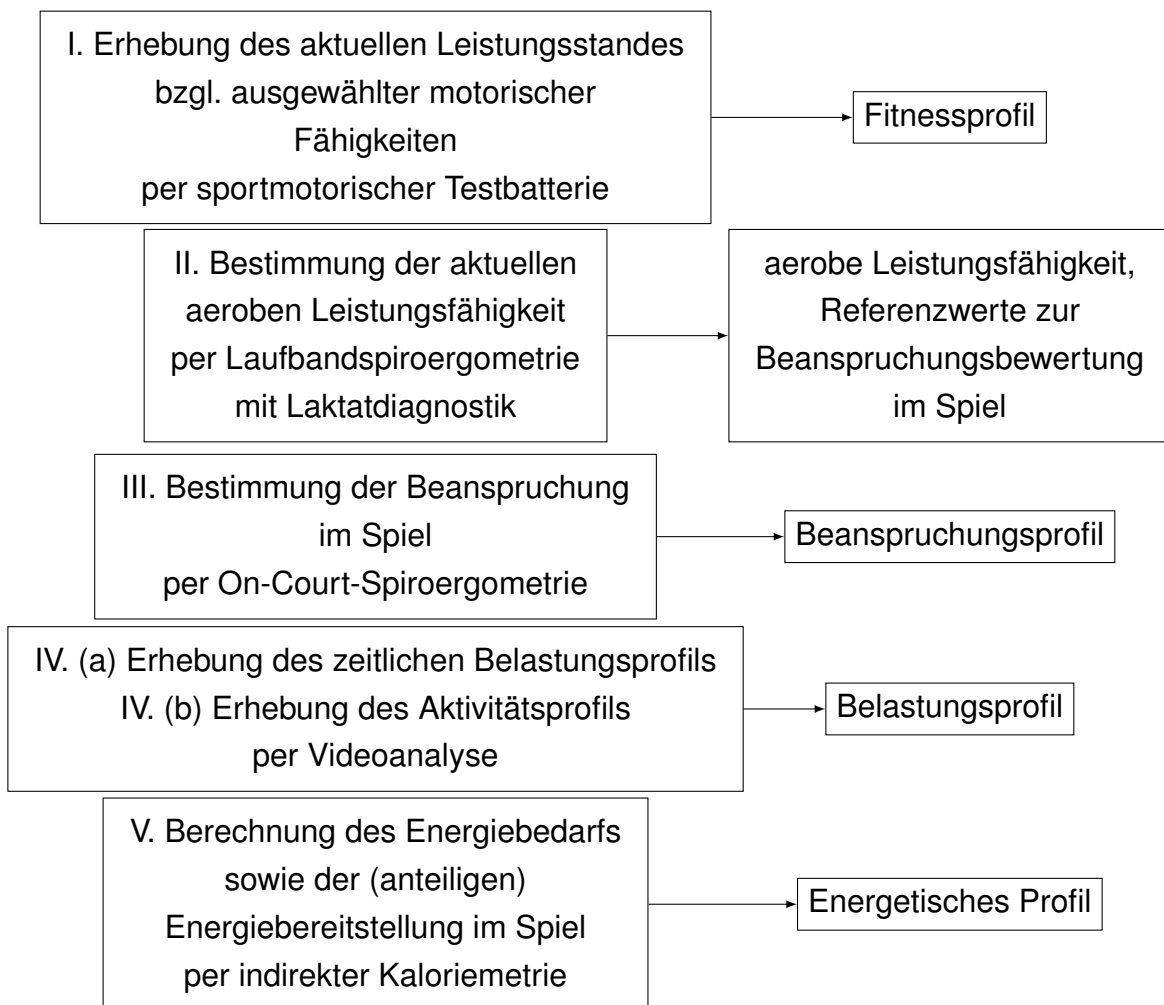 I. Erhebung des aktuellen Leistungsstandes
bzgl. ausgewählter motorischer
Fähigkeiten
per sportmotorischer Testbatterie
Fitnessprofil
II. Bestimmung der aktuellen
aeroben Leistungsfähigkeit
per Laufbandspiroergometrie
mit Laktatdiagnostik
aerobe Leistungsfähigkeit,
Referenzwerte zur
Beanspruchungsbewertung
im Spiel
III. Bestimmung der Beanspruchung
im Spiel
per On-Court-Spiroergometrie
Beanspruchungsprofil
IV. (a) Erhebung des zeitlichen Belastungsprofils
IV. (b) Erhebung des Aktivitätsprofils
per Videoanalyse
Belastungsprofil
V. Berechnung des Energiebedarfs
sowie der (anteiligen)
Energiebereitstellung im Spiel
per indirekter Kaloriemetrie
Energetisches Profil